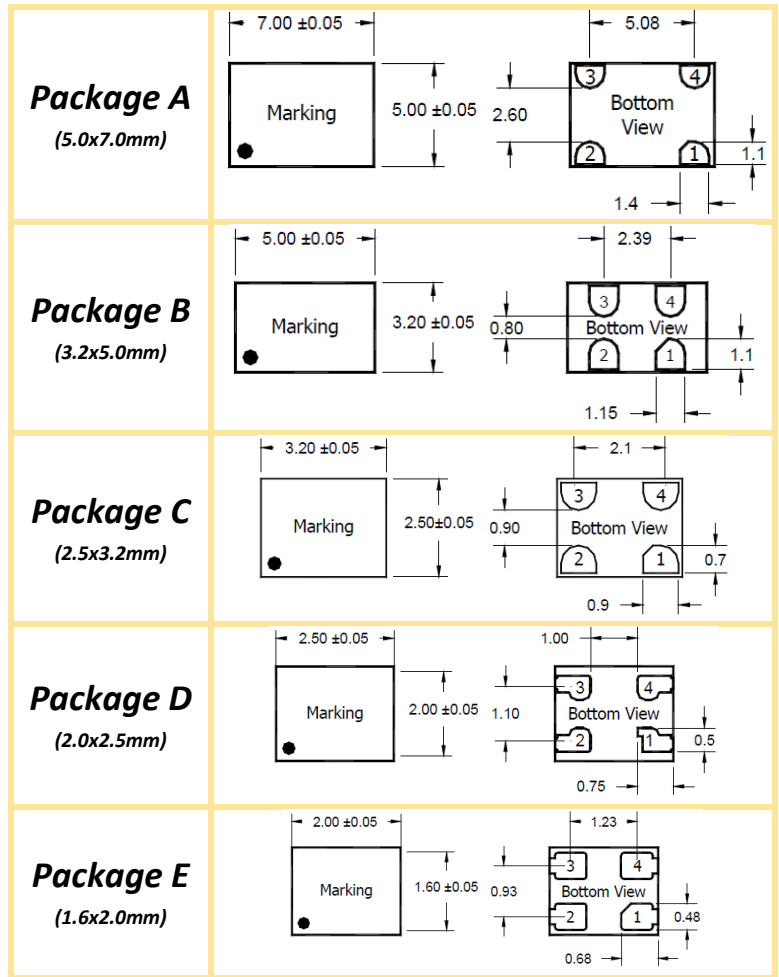 Package A
(5.0x7.0mm)
7.00 ±0.05
Marking
5.00 ±0.05
5.08
2.60
3
4
Bottom
View
2
1
1.1
1.4
Package B
(3.2x5.0mm)
5.00 ±0.05
Marking
3.20 ±0.05
2.39
0.80
3
4
Bottom View
2
1
1.1
1.15
Package C
(2.5x3.2mm)
3.20 ±0.05
Marking
2.50±0.05
2.1
0.90
3
4
Bottom View
2
1
0.7
0.9
Package D
(2.0x2.5mm)
2.50 ±0.05
Marking
2.00 ±0.05
1.00
1.10
3
4
Bottom View
2
1
0.5
0.75
Package E
(1.6x2.0mm)
2.00 ±0.05
Marking
1.60 ±0.05
1.23
0.93
3
4
Bottom View
2
1
0.48
0.68